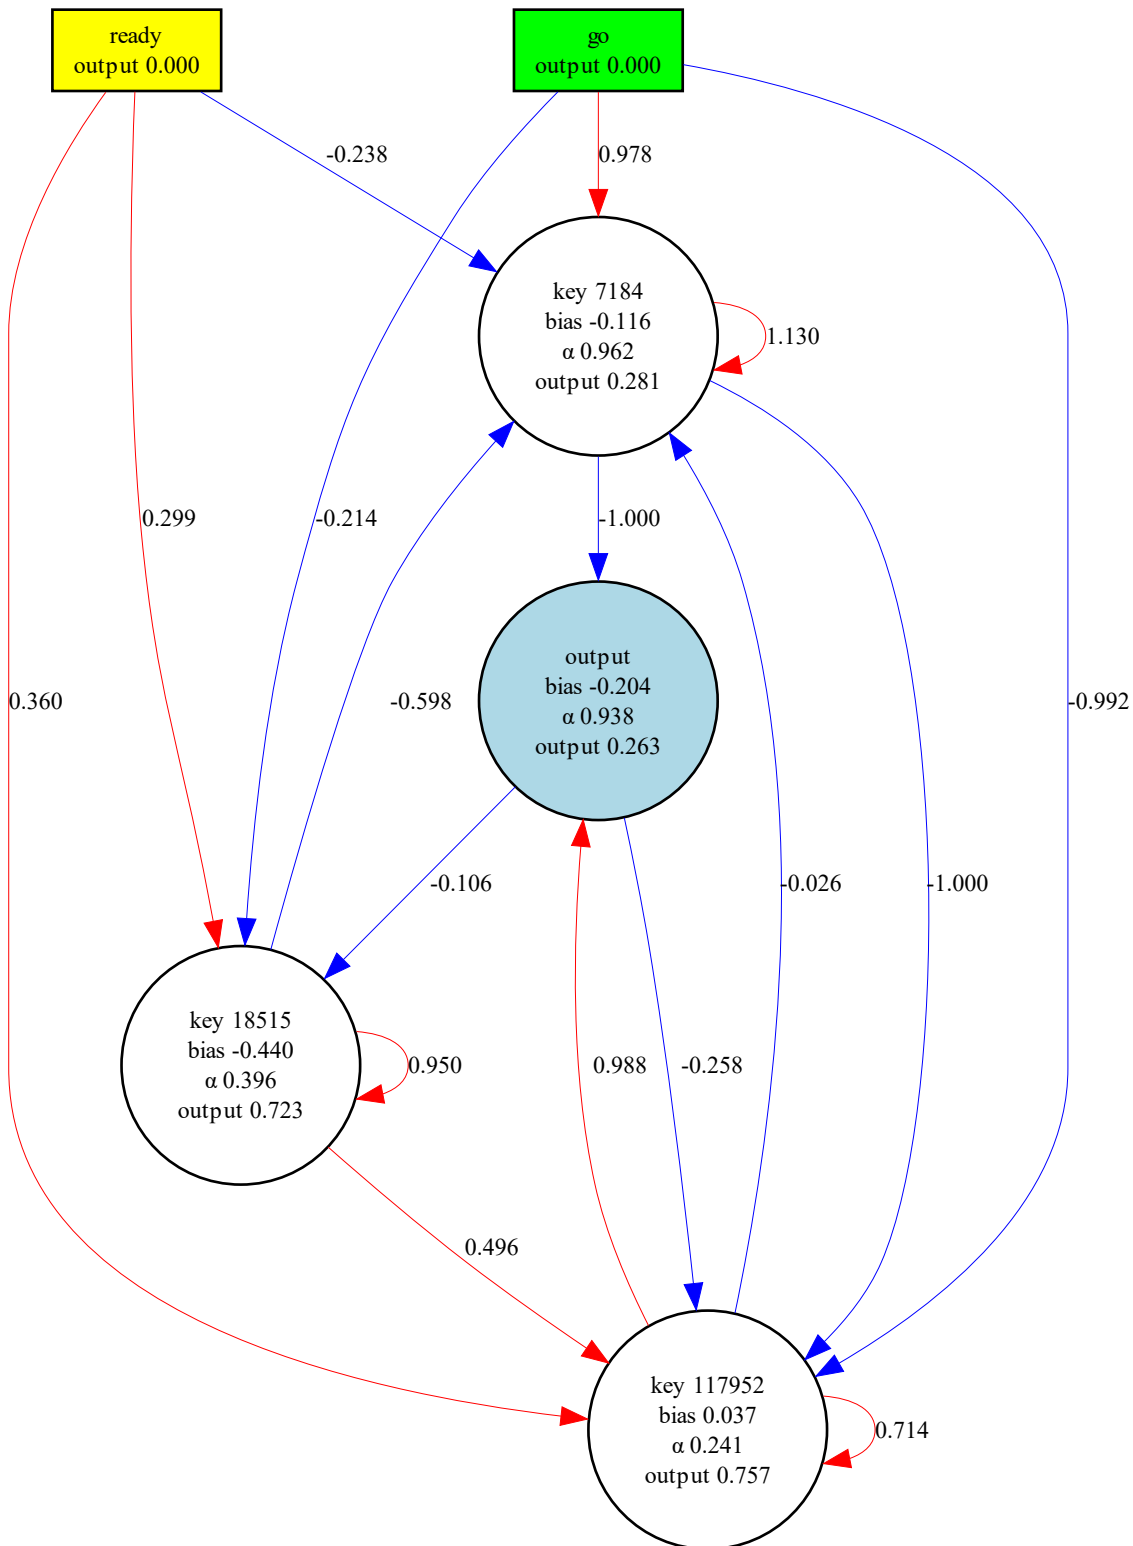 ready
output 0.000
go
output 0.000
-0.238
0.978
key 7184
bias -0.116
α 0.962
output 0.281
1.130
0.299
-0.214
-1.000
output
bias -0.204
α 0.938
output 0.263
0.360
-0.598
-0.992
-0.106
-0.026
-1.000
key 18515
bias -0.440
α 0.396
output 0.723
0.950
0.988
-0.258
0.496
key 117952
bias 0.037
α 0.241
output 0.757
0.714